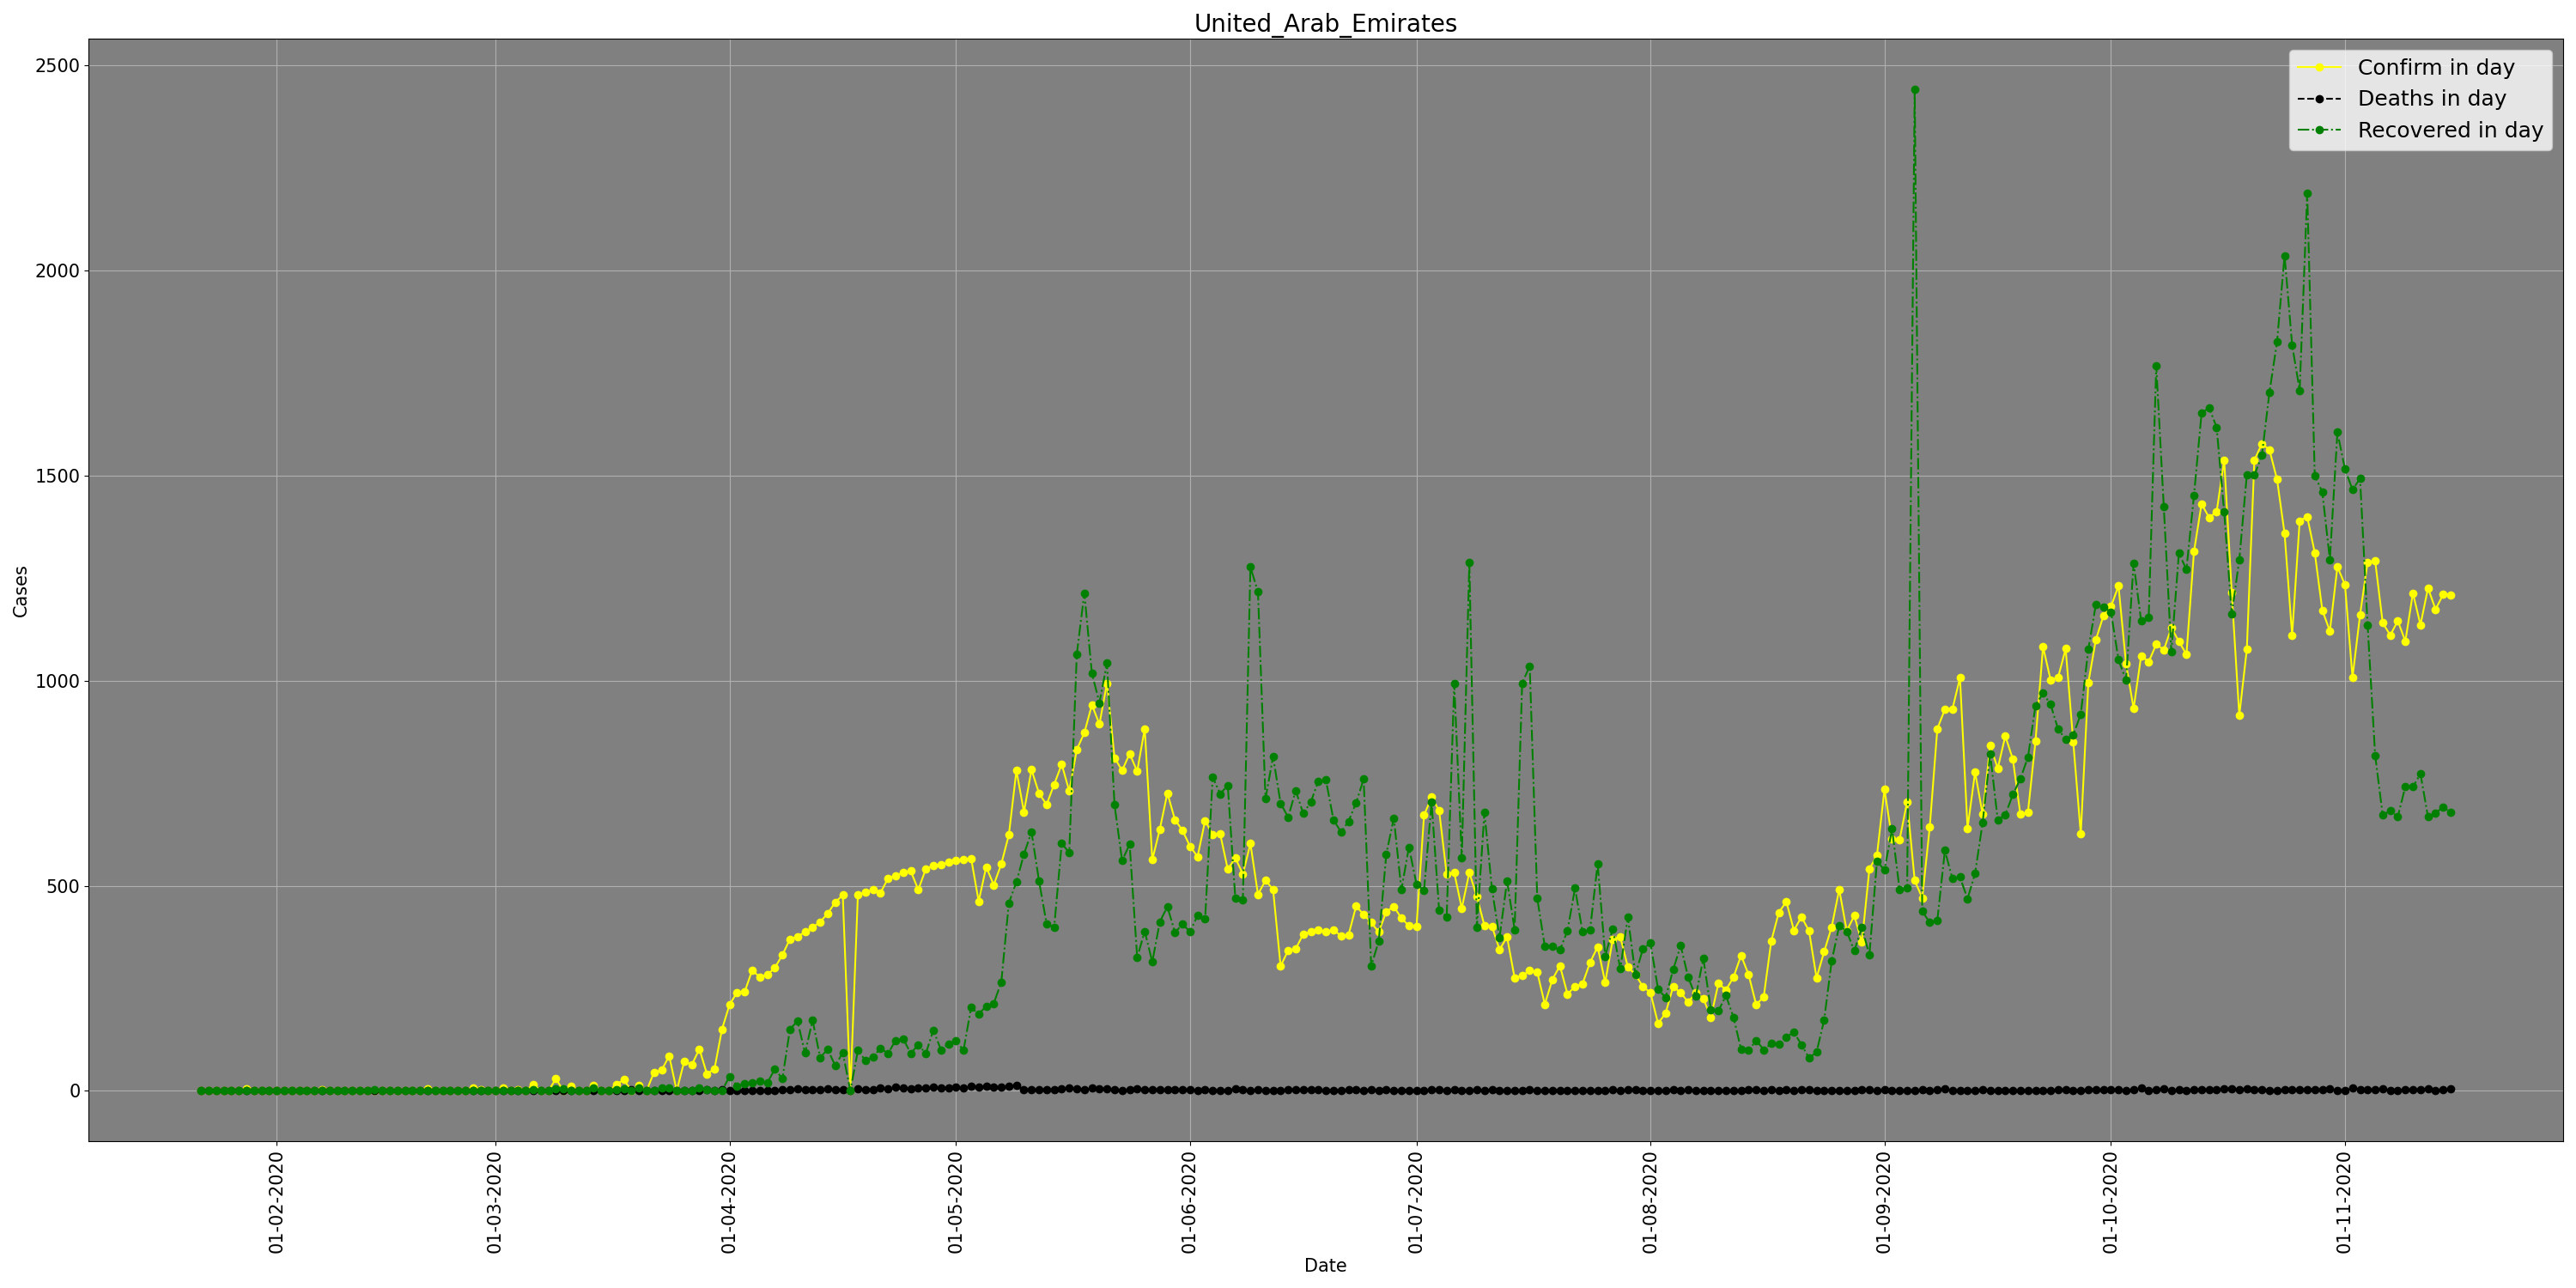 United_Arab_Emirates
Confirm in day
Deaths in day
Recovered in day
Cases
2500
2000
1500
1000
500
0
01-02-2020
01-03-2020
01-04-2020
01-05-2020
01-06-2020
01-07-2020
01-08-2020
01-09-2020
01-10-2020
01-11-2020
Date